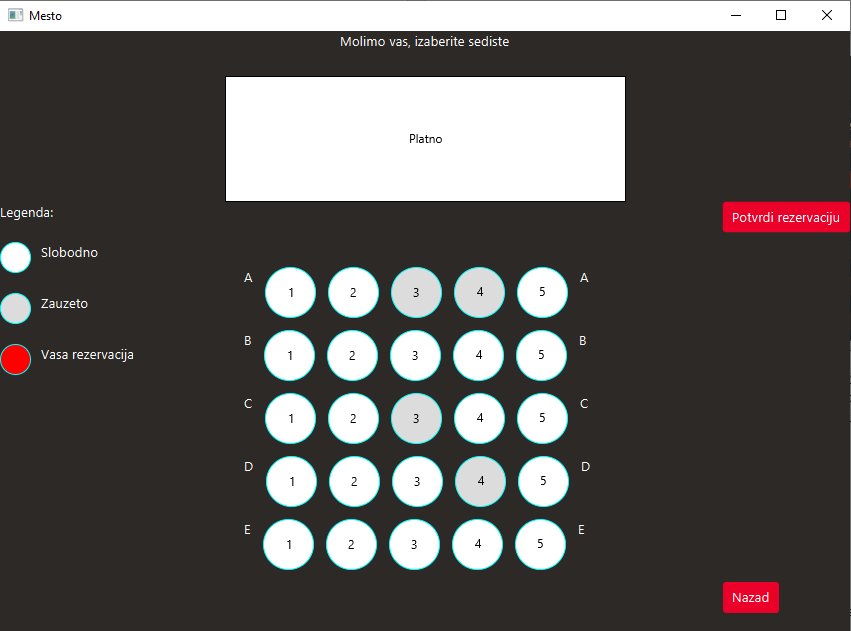 Mesto
Molimo vas, izaberite sediste
Platno
Legenda:
Potvrdi rezervaciju
Slobodno
Zauzeto
Vasa rezervacija
A 1 2 3 4 5 A
B 1 2 3 4 5 B
C 1 2 3 4 5 C
D 1 2 3 4 5 D
E 1 2 3 4 5 E
Nazad